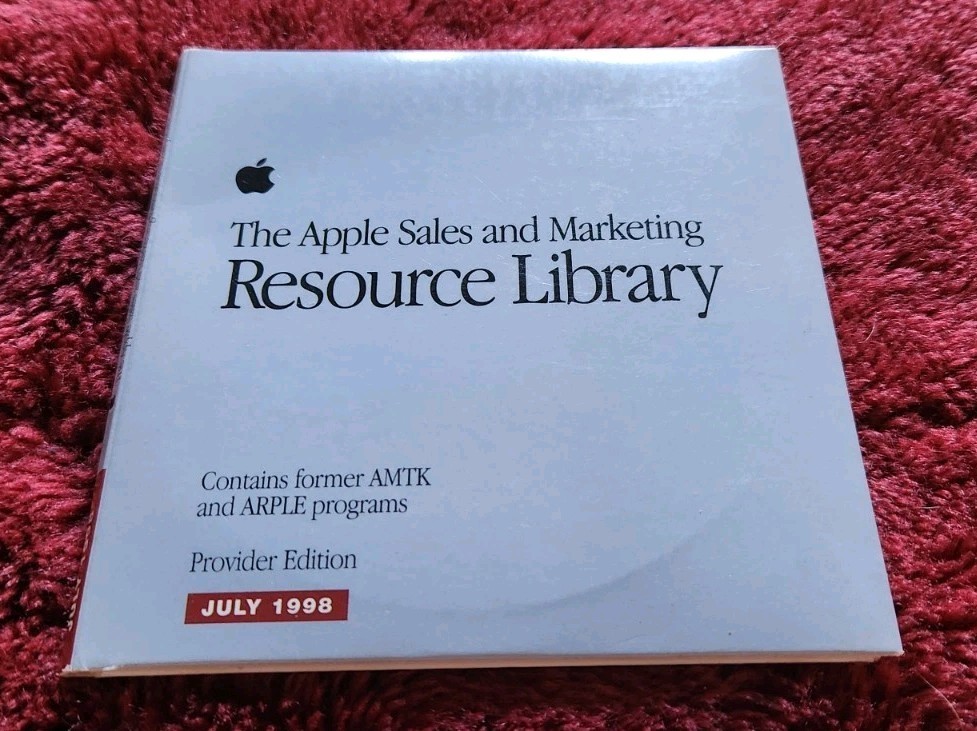 The Apple Sales and Marketing
Resource Library
Contains former AMTK
and ARPLE programs
Provider Edition
JULY 1998